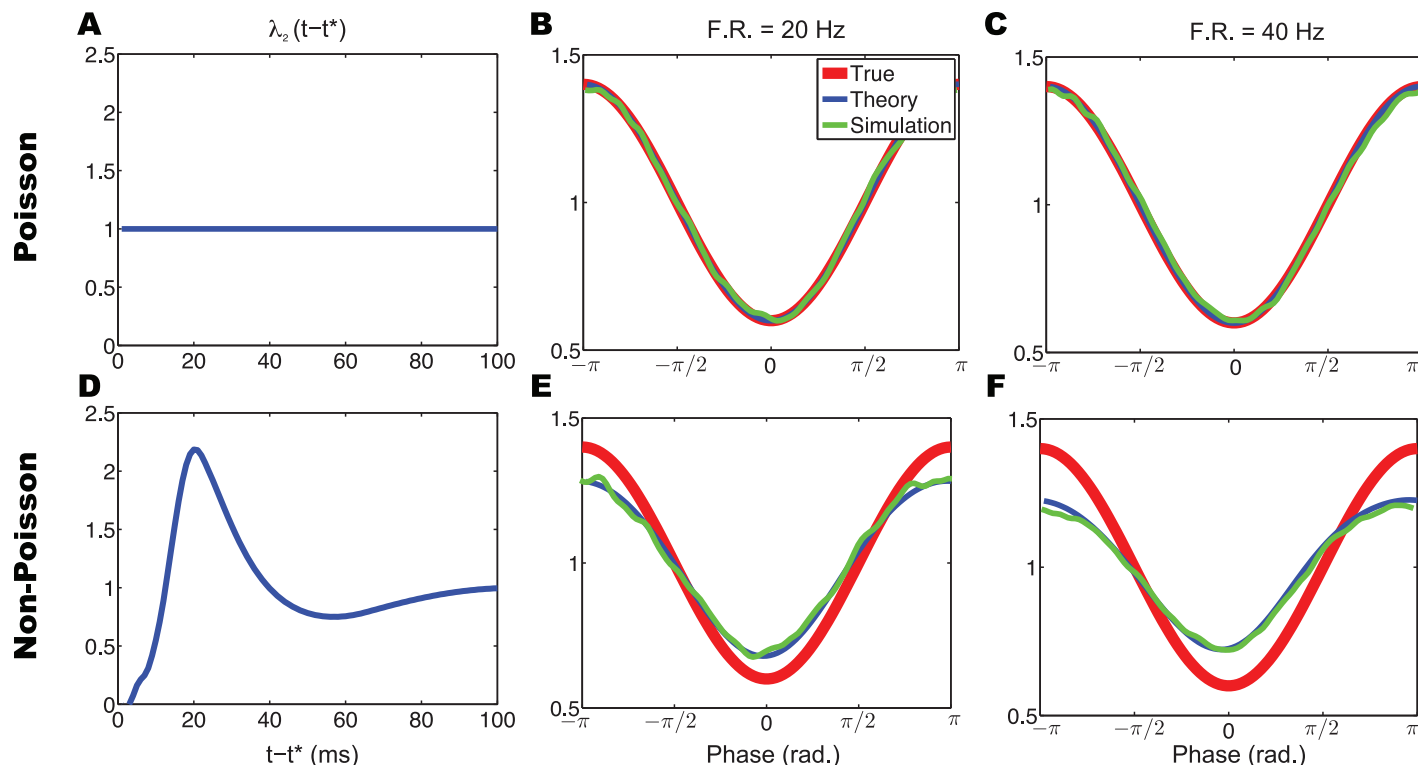 A
λ₂ (t−t*)
B
F.R. = 20 Hz
C
F.R. = 40 Hz
Poisson
2.5
2
1.5
1
0.5
0
0
20
40
60
80
100
1.5
1
0.5
−π
−π/2
0
π/2
π
True
Theory
Simulation
1.5
1
0.5
−π
−π/2
0
π/2
π
D
E
F
Non-Poisson
2.5
2
1.5
1
0.5
0
0
20
40
60
80
100
t−t* (ms)
1.5
1
0.5
−π
−π/2
0
π/2
π
Phase (rad.)
1.5
1
0.5
−π
−π/2
0
π/2
π
Phase (rad.)